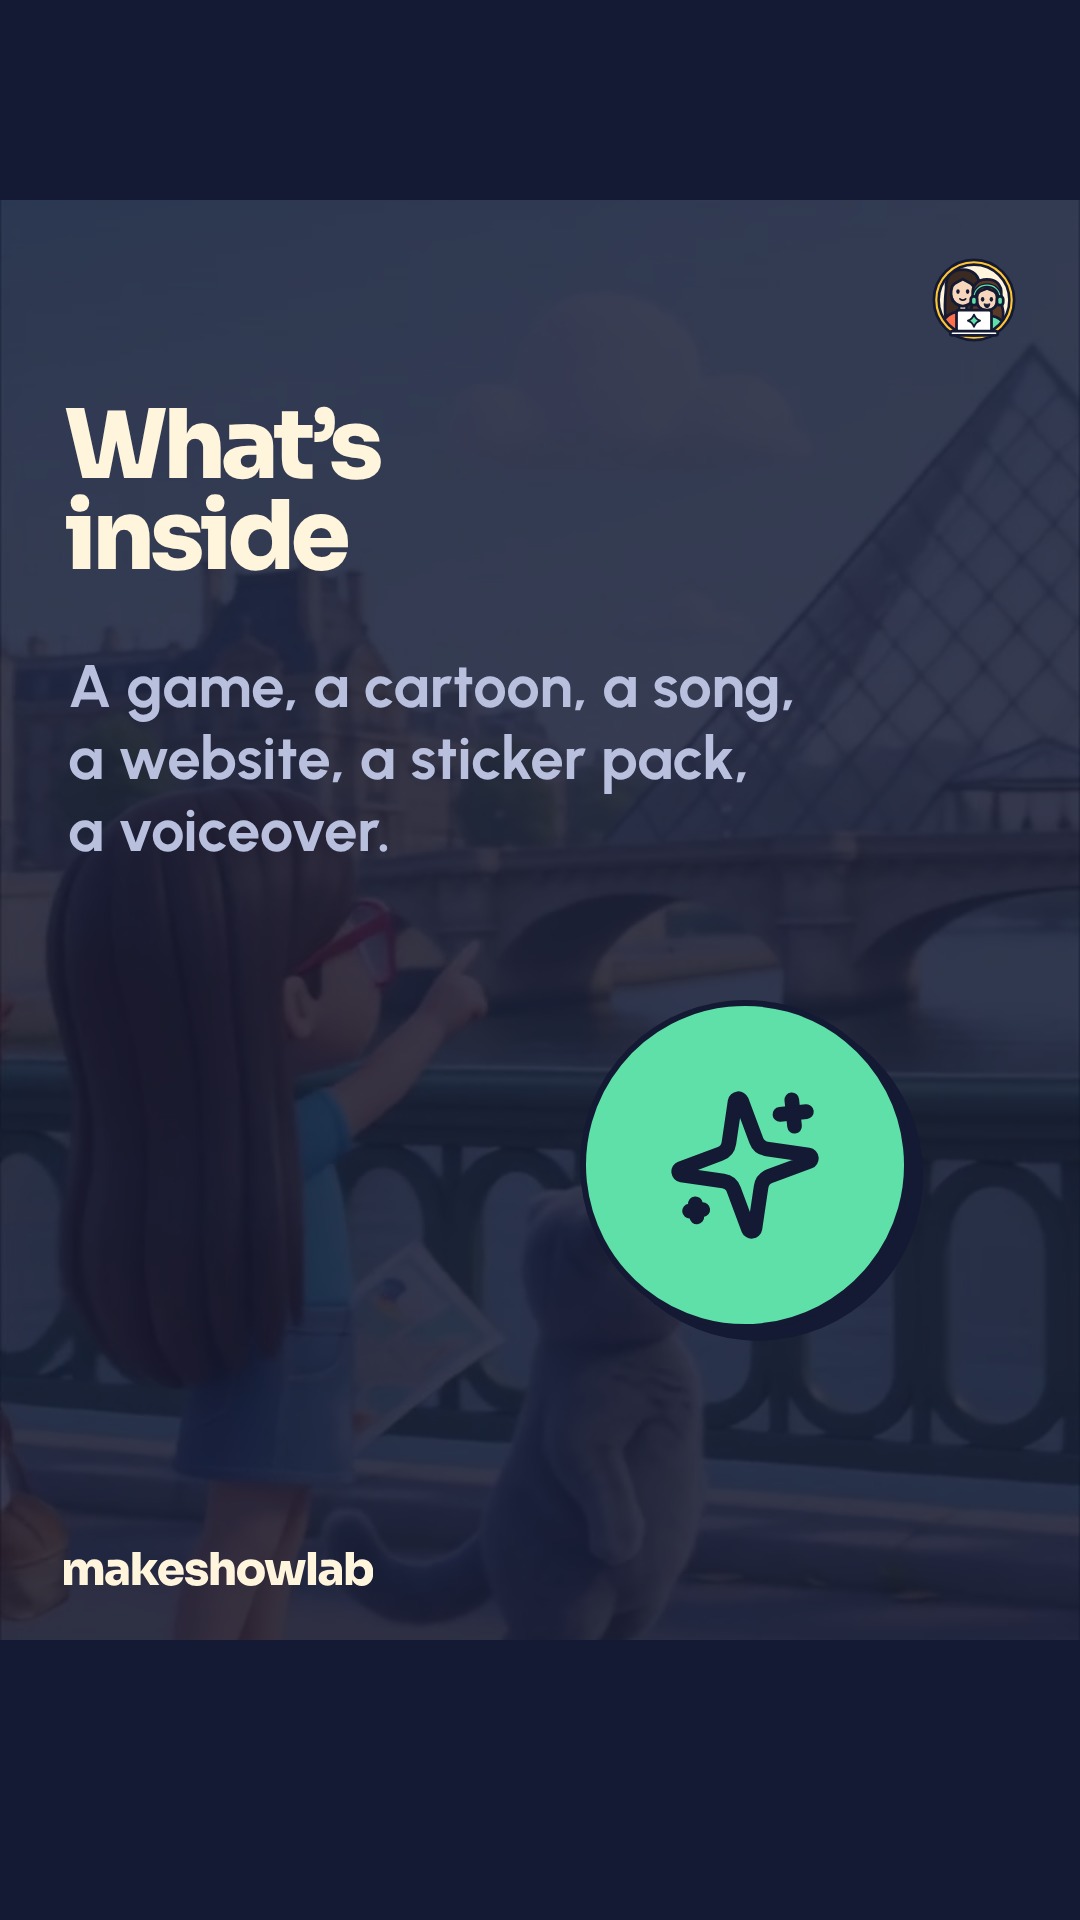 What’s
inside
A game, a cartoon, a song,
a website, a sticker pack,
a voiceover.
makeshowlab